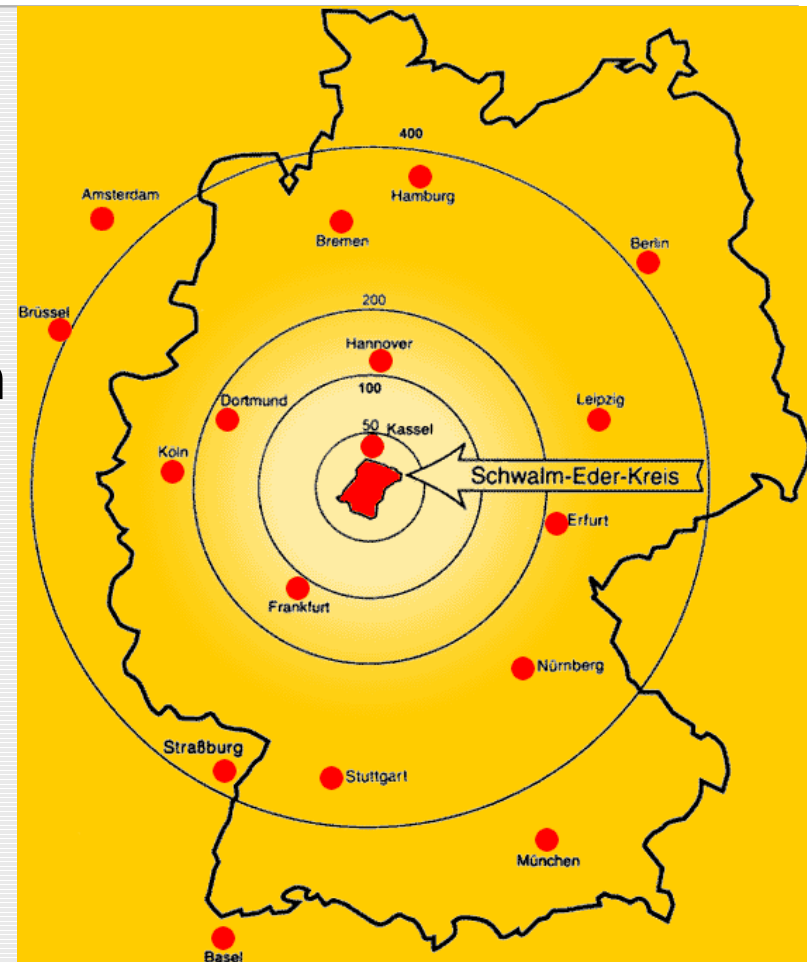 400
Amsterdam
Hamburg
Bremen
Berlin
200
Brüssel
Hannover
100
Dortmund
Leipzig
50
Kassel
Köln
Schwalm-Eder-Kreis
Erfurt
Frankfurt
Nürnberg
Straßburg
Stuttgart
München
Basel